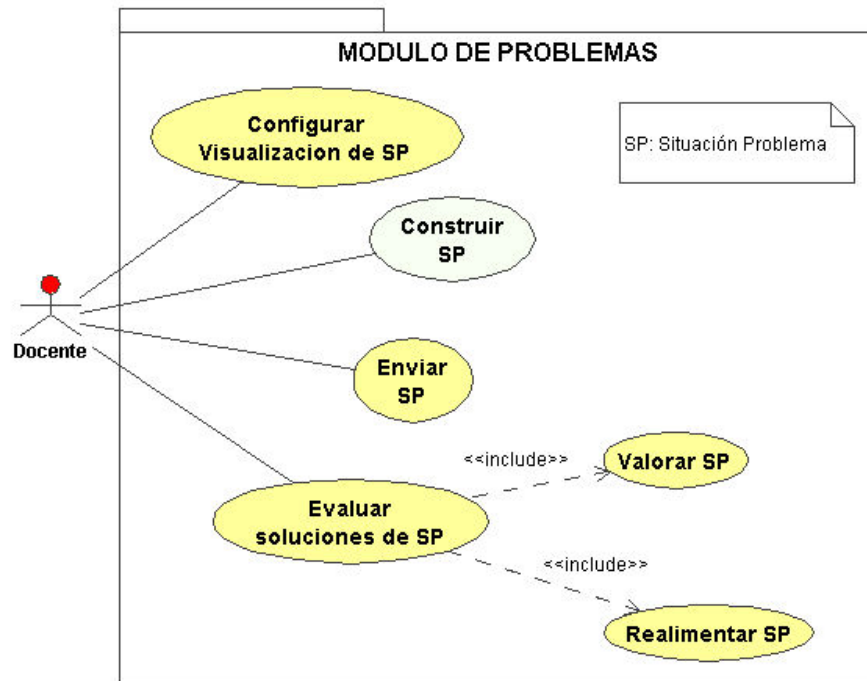 MODULO DE PROBLEMAS
Configurar
Visualizacion de SP
SP: Situación Problema
Construir
SP
Docente
Enviar
SP
<<include>>
Valorar SP
Evaluar
soluciones de SP
<<include>>
Realimentar SP